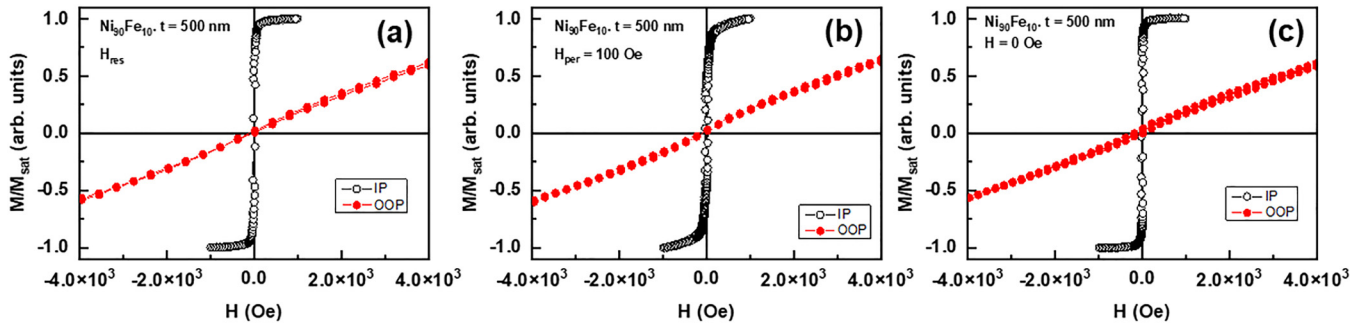 Ni₉₀Fe₁₀. t = 500 nm
(a)
H_res
M/M_sat (arb. units)
1.0
0.5
0.0
-0.5
-1.0
IP
OOP
-4.0×10³ -2.0×10³ 0.0 2.0×10³ 4.0×10³
H (Oe)
Ni₉₀Fe₁₀. t = 500 nm
(b)
H_per = 100 Oe
M/M_sat (arb. units)
1.0
0.5
0.0
-0.5
-1.0
IP
OOP
-4.0×10³ -2.0×10³ 0.0 2.0×10³ 4.0×10³
H (Oe)
Ni₉₀Fe₁₀. t = 500 nm
(c)
H = 0 Oe
M/M_sat (arb. units)
1.0
0.5
0.0
-0.5
-1.0
IP
OOP
-4.0×10³ -2.0×10³ 0.0 2.0×10³ 4.0×10³
H (Oe)